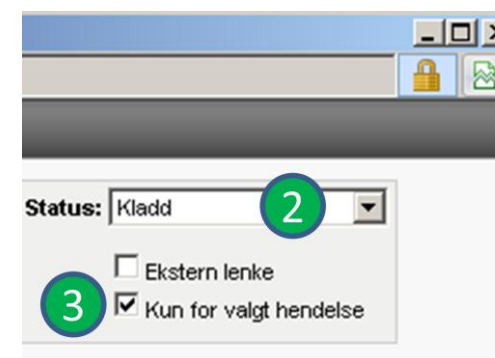 Status: Kladd 2
Ekstern lenke
3 Kun for valgt hendelse